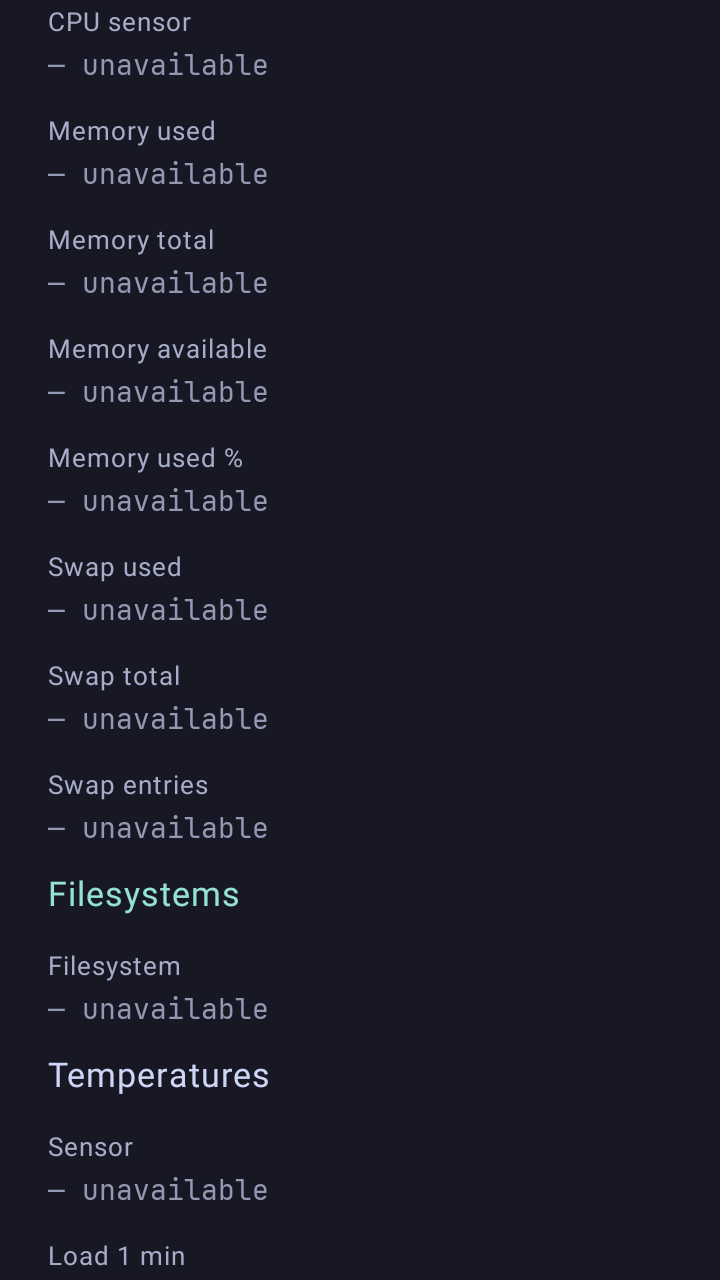 CPU sensor
— unavailable
Memory used
— unavailable
Memory total
— unavailable
Memory available
— unavailable
Memory used %
— unavailable
Swap used
— unavailable
Swap total
— unavailable
Swap entries
— unavailable
Filesystems
Filesystem
— unavailable
Temperatures
Sensor
— unavailable
Load 1 min